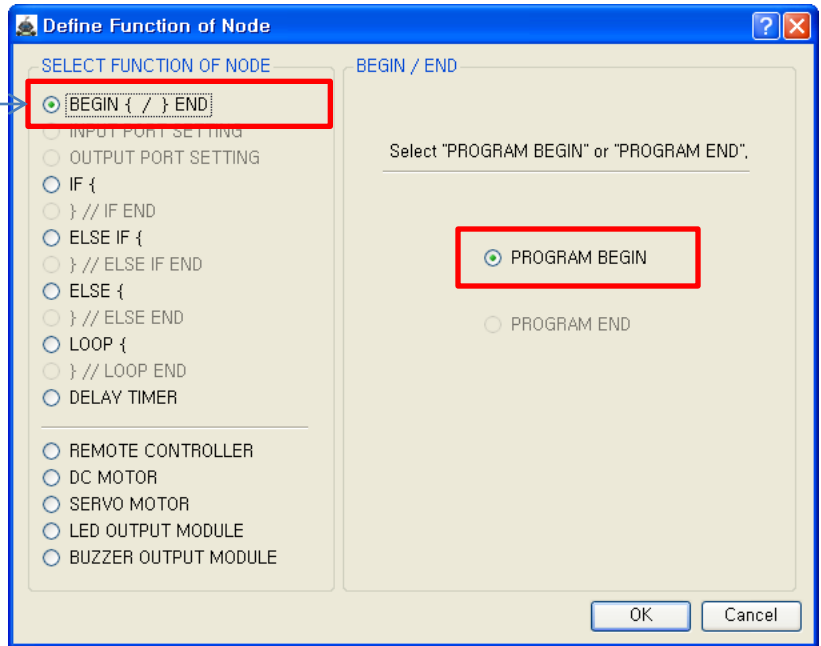 Define Function of Node
SELECT FUNCTION OF NODE
BEGIN { / } END
INPUT PORT SETTING
OUTPUT PORT SETTING
IF {
} // IF END
ELSE IF {
} // ELSE IF END
ELSE {
} // ELSE END
LOOP {
} // LOOP END
DELAY TIMER
REMOTE CONTROLLER
DC MOTOR
SERVO MOTOR
LED OUTPUT MODULE
BUZZER OUTPUT MODULE
BEGIN / END
Select "PROGRAM BEGIN" or "PROGRAM END",
PROGRAM BEGIN
PROGRAM END
OK
Cancel